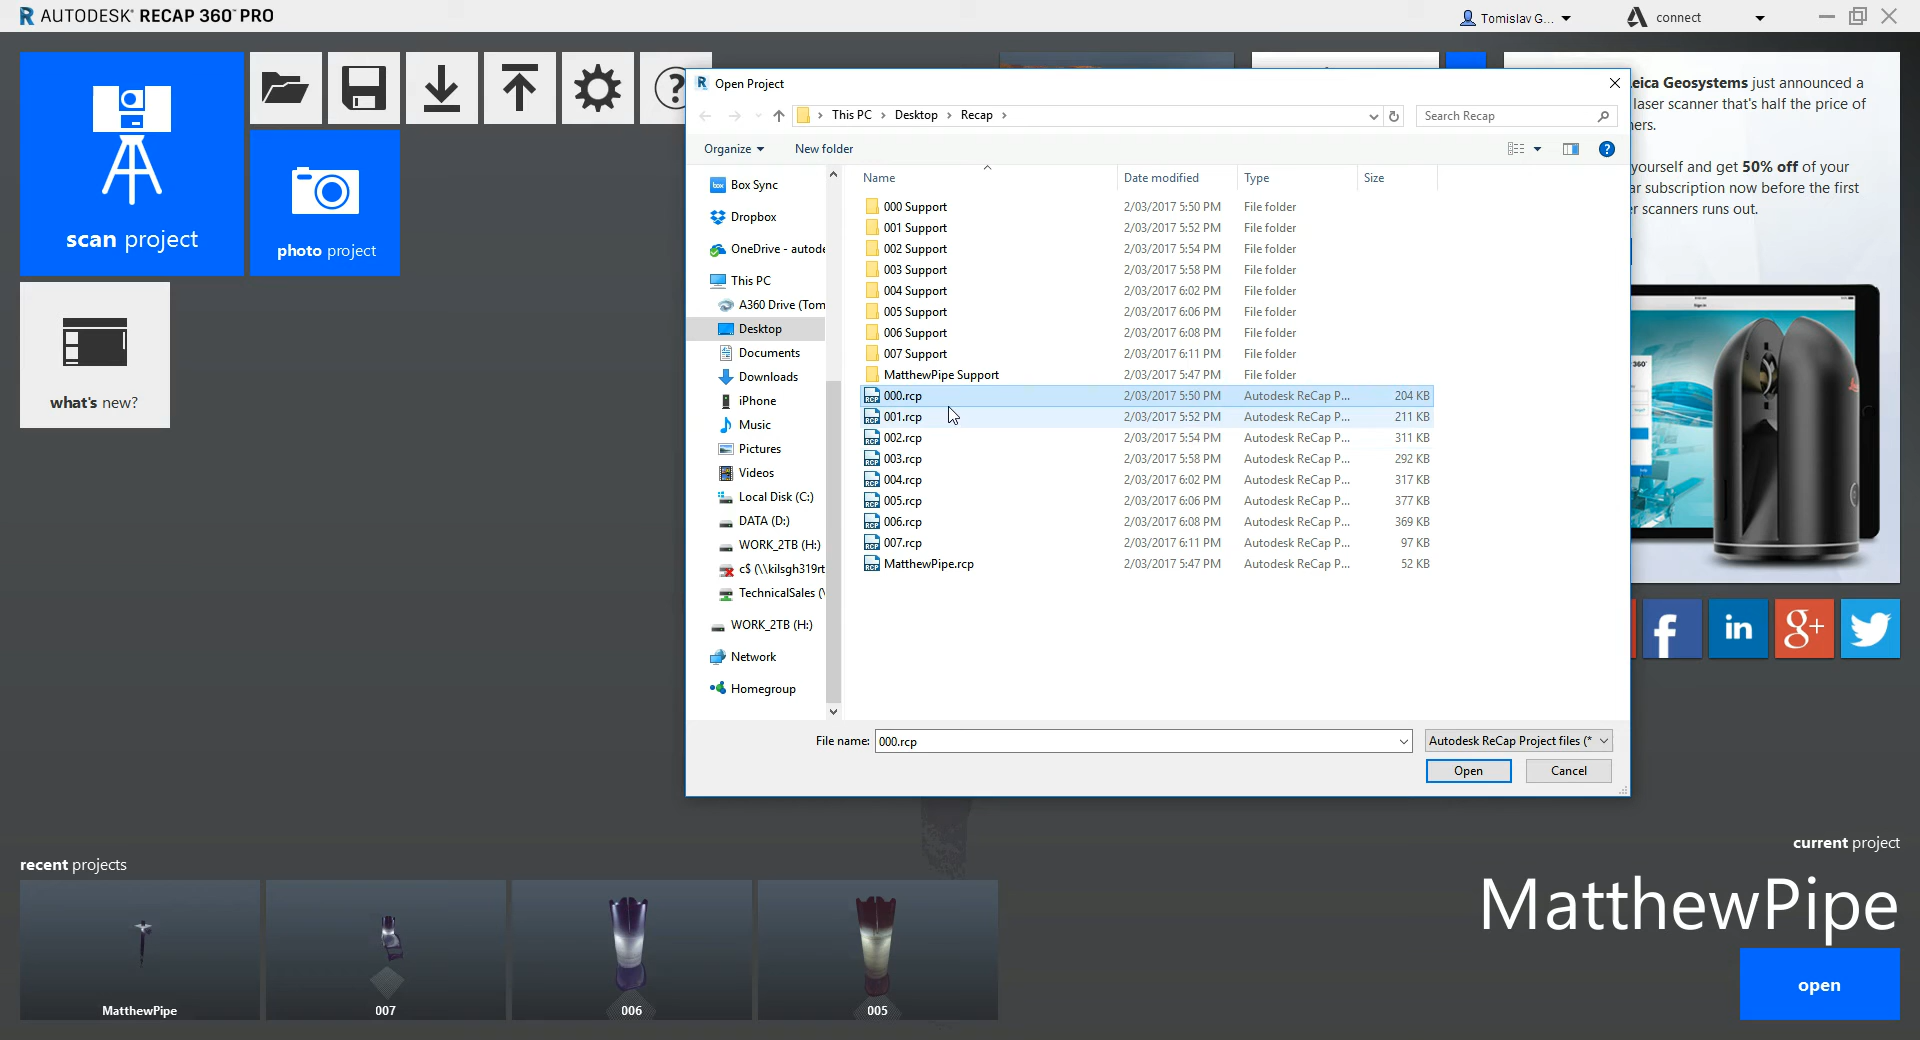 AUTODESK® RECAP 360™ PRO
Tomislav G...
connect
scan project
photo project
what's new?
Open Project
This PC > Desktop > Recap >
Search Recap
Organize
New folder
Box Sync
Dropbox
OneDrive - autode
This PC
A360 Drive (Tom
Desktop
Documents
Downloads
iPhone
Music
Pictures
Videos
Local Disk (C:)
DATA (D:)
WORK_2TB (H:)
c$ (\\kilsgh319rt
TechnicalSales (\
WORK_2TB (H:)
Network
Homegroup
Name Date modified Type Size
000 Support 2/03/2017 5:50 PM File folder
001 Support 2/03/2017 5:52 PM File folder
002 Support 2/03/2017 5:54 PM File folder
003 Support 2/03/2017 5:58 PM File folder
004 Support 2/03/2017 6:02 PM File folder
005 Support 2/03/2017 6:06 PM File folder
006 Support 2/03/2017 6:08 PM File folder
007 Support 2/03/2017 6:11 PM File folder
MatthewPipe Support 2/03/2017 5:47 PM File folder
000.rcp 2/03/2017 5:50 PM Autodesk ReCap P... 204 KB
001.rcp 2/03/2017 5:52 PM Autodesk ReCap P... 211 KB
002.rcp 2/03/2017 5:54 PM Autodesk ReCap P... 311 KB
003.rcp 2/03/2017 5:58 PM Autodesk ReCap P... 292 KB
004.rcp 2/03/2017 6:02 PM Autodesk ReCap P... 317 KB
005.rcp 2/03/2017 6:06 PM Autodesk ReCap P... 377 KB
006.rcp 2/03/2017 6:08 PM Autodesk ReCap P... 369 KB
007.rcp 2/03/2017 6:11 PM Autodesk ReCap P... 97 KB
MatthewPipe.rcp 2/03/2017 5:47 PM Autodesk ReCap P... 52 KB
File name: 000.rcp
Autodesk ReCap Project files (*
Open
Cancel
eica Geosystems just announced a
laser scanner that's half the price of
ners.
yourself and get 50% off of your
ar subscription now before the first
r scanners runs out.
f
in
g+
recent projects
MatthewPipe
007
006
005
current project
MatthewPipe
open